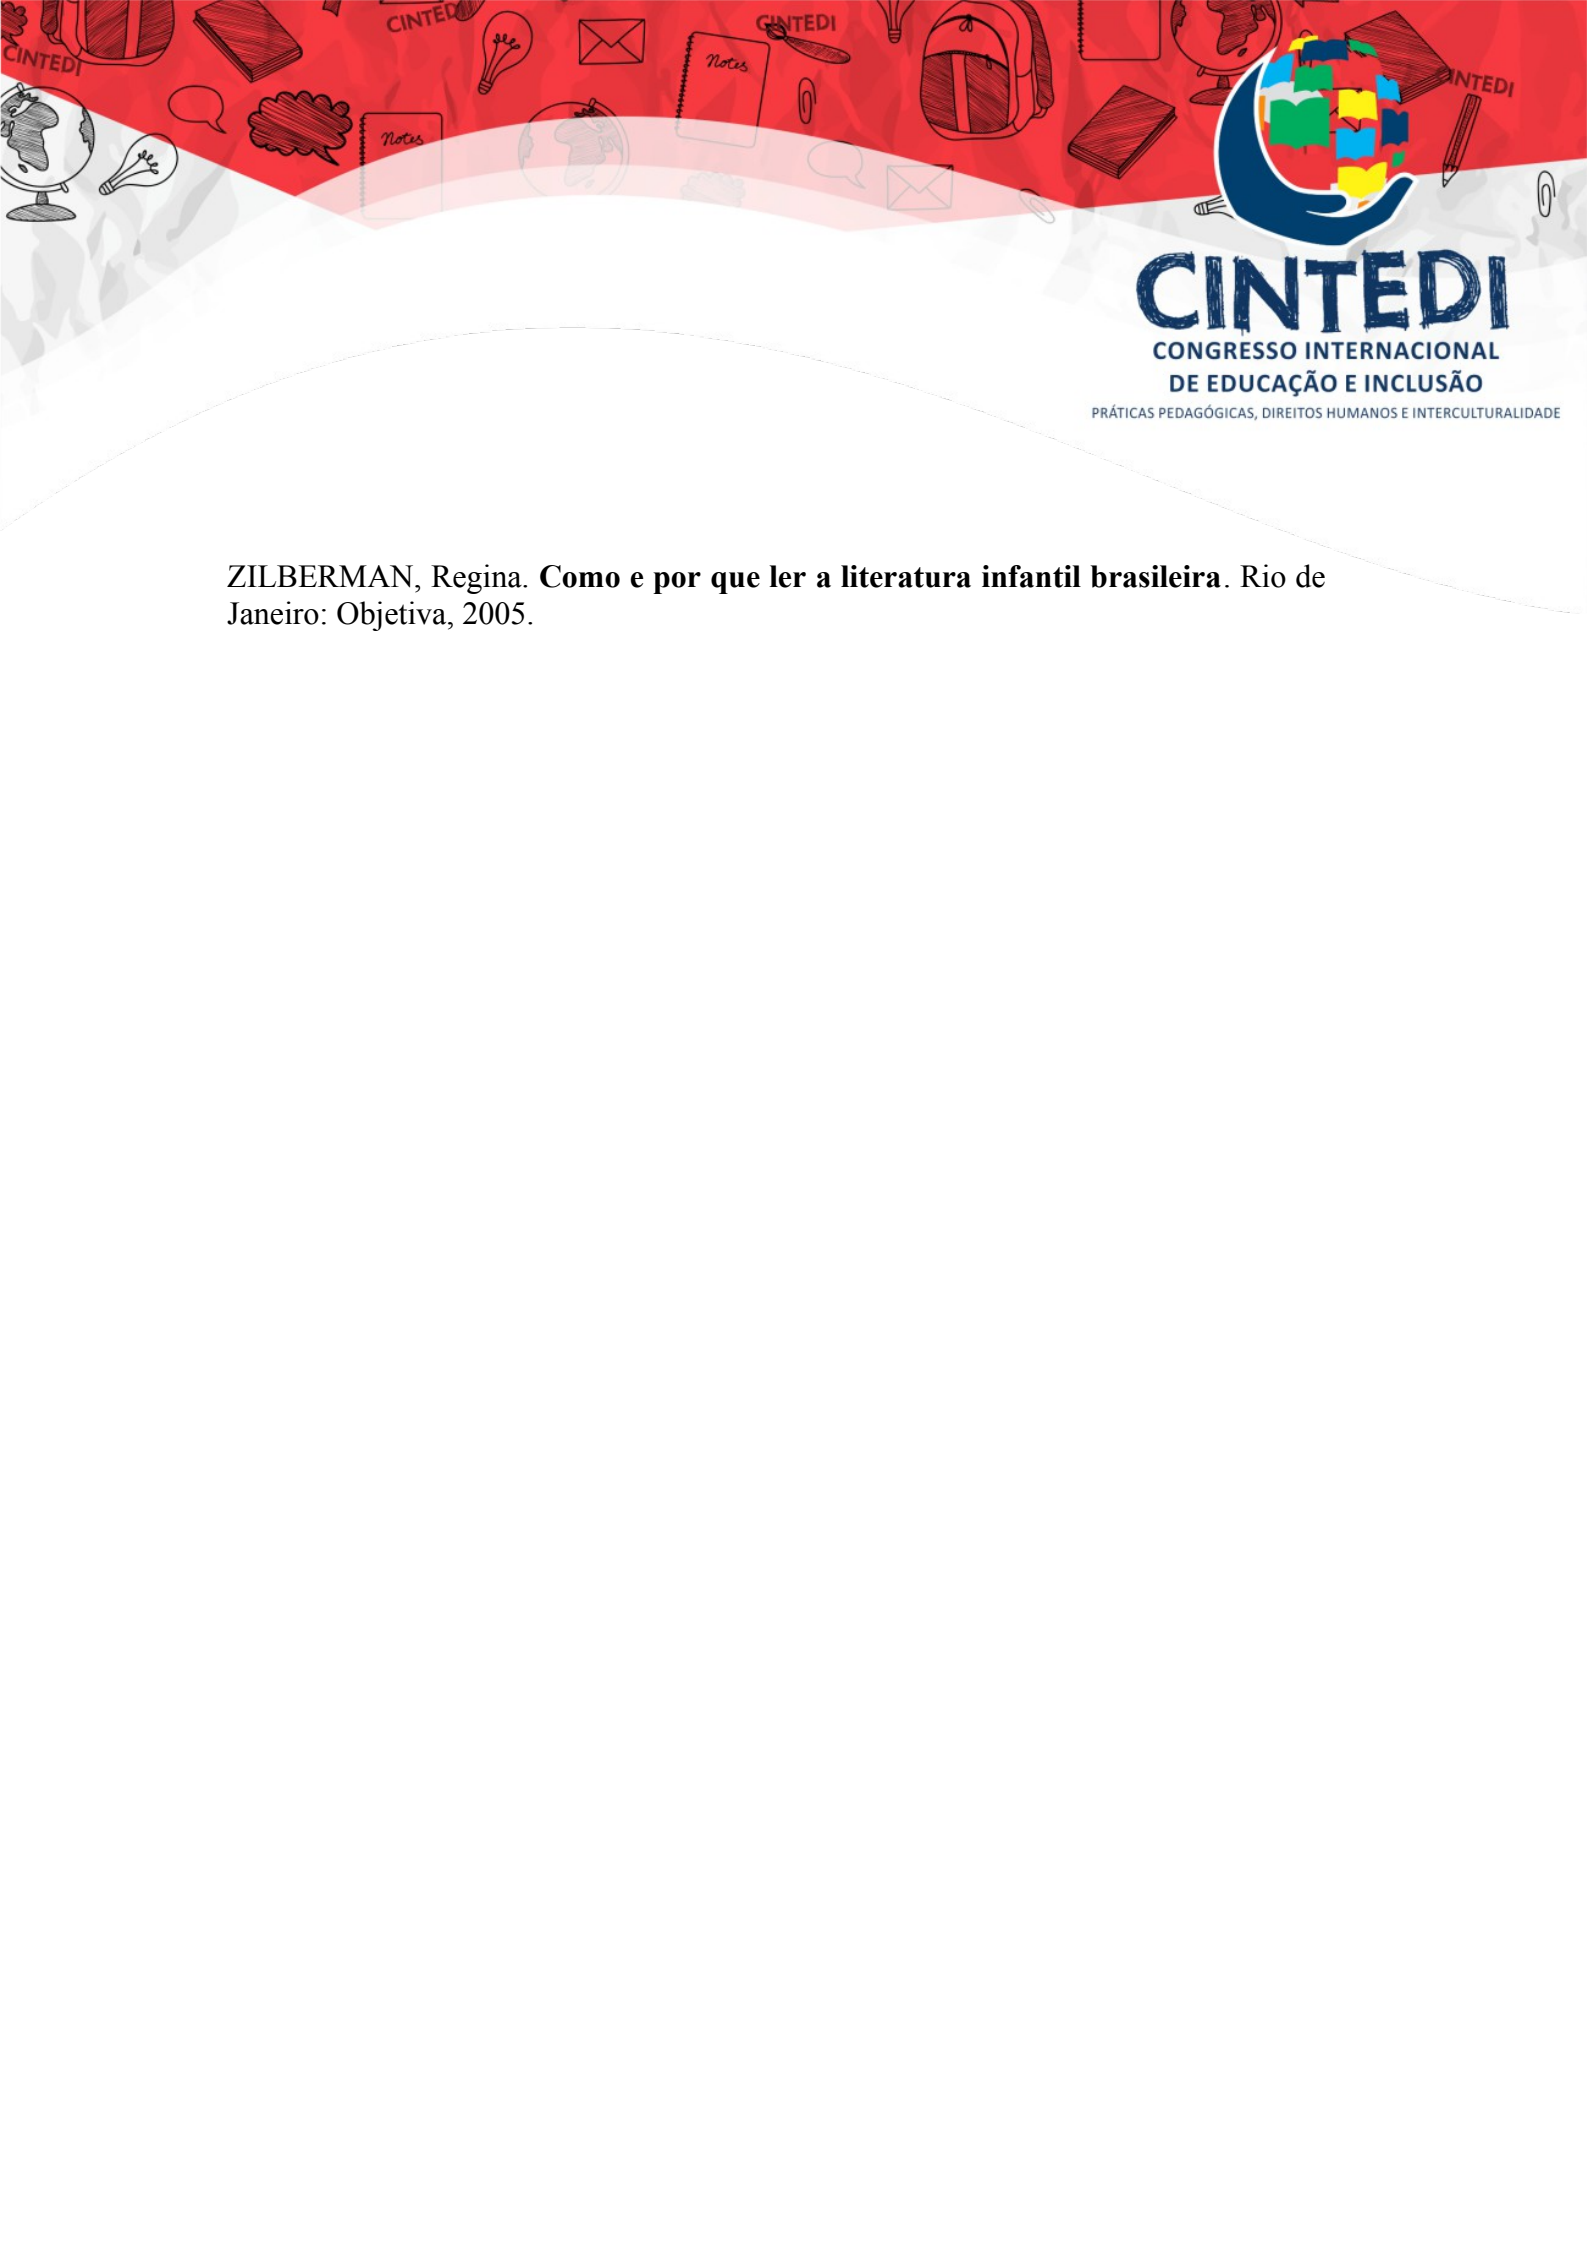 CINTEDI
CINTEDI
CINTEDI
CINTEDI
Notes
Notes
CINTEDI
CONGRESSO INTERNACIONAL
DE EDUCAÇÃO E INCLUSÃO
PRÁTICAS PEDAGÓGICAS, DIREITOS HUMANOS E INTERCULTURALIDADE
ZILBERMAN, Regina. Como e por que ler a literatura infantil brasileira. Rio de
Janeiro: Objetiva, 2005.